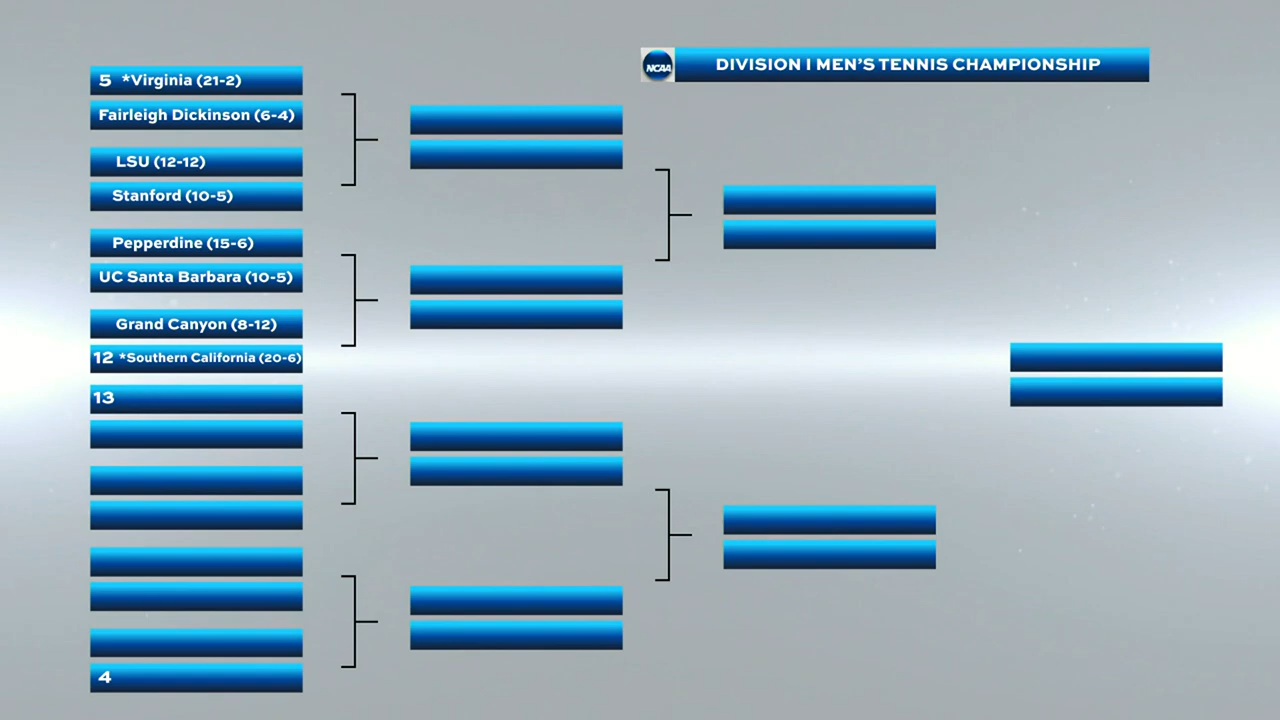 NCAA DIVISION I MEN'S TENNIS CHAMPIONSHIP
5 *Virginia (21-2)
Fairleigh Dickinson (6-4)
LSU (12-12)
Stanford (10-5)
Pepperdine (15-6)
UC Santa Barbara (10-5)
Grand Canyon (8-12)
12 *Southern California (20-6)
13
4